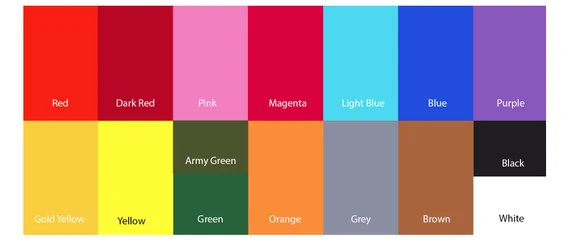 Red
Dark Red
Pink
Magenta
Light Blue
Blue
Purple
Gold Yellow
Yellow
Army Green
Green
Orange
Grey
Brown
Black
White